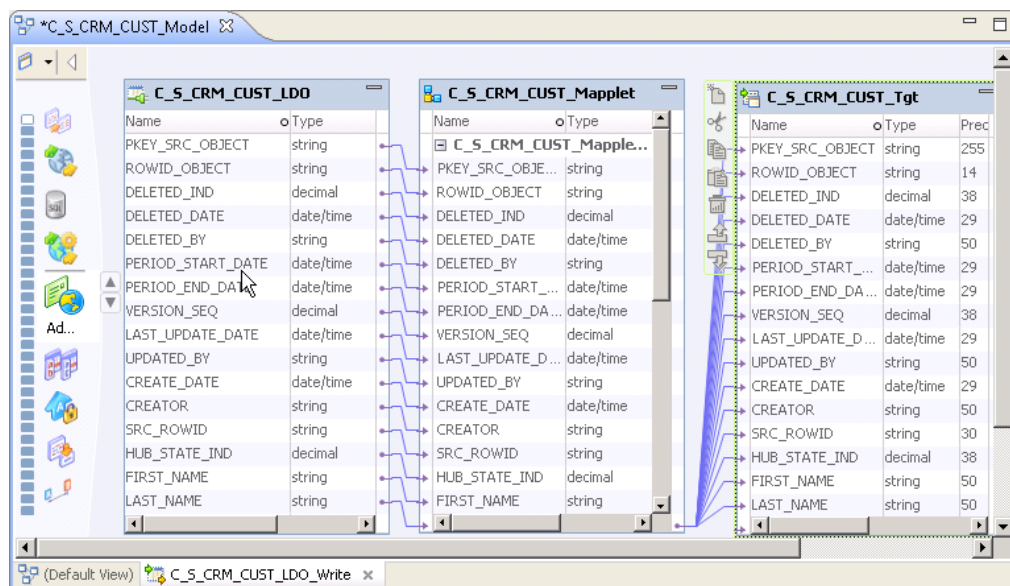 *C_S_CRM_CUST_Model
C_S_CRM_CUST_LDO
Name Type
PKEY_SRC_OBJECT string
ROWID_OBJECT string
DELETED_IND decimal
DELETED_DATE date/time
DELETED_BY string
PERIOD_START_DATE date/time
PERIOD_END_DATE date/time
VERSION_SEQ decimal
LAST_UPDATE_DATE date/time
UPDATED_BY string
CREATE_DATE date/time
CREATOR string
SRC_ROWID string
HUB_STATE_IND decimal
FIRST_NAME string
LAST_NAME string
C_S_CRM_CUST_Mapplet
Name Type
C_S_CRM_CUST_Mapple...
PKEY_SRC_OBJE... string
ROWID_OBJECT string
DELETED_IND decimal
DELETED_DATE date/time
DELETED_BY string
PERIOD_START_... date/time
PERIOD_END_DA... date/time
VERSION_SEQ decimal
LAST_UPDATE_D... date/time
UPDATED_BY string
CREATE_DATE date/time
CREATOR string
SRC_ROWID string
HUB_STATE_IND decimal
FIRST_NAME string
C_S_CRM_CUST_Tgt
Name Type Prec
PKEY_SRC_OBJECT string 255
ROWID_OBJECT string 14
DELETED_IND decimal 38
DELETED_DATE date/time 29
DELETED_BY string 50
PERIOD_START_... date/time 29
PERIOD_END_DA... date/time 29
VERSION_SEQ decimal 38
LAST_UPDATE_D... date/time 29
UPDATED_BY string 50
CREATE_DATE date/time 29
CREATOR string 50
SRC_ROWID string 30
HUB_STATE_IND decimal 38
FIRST_NAME string 50
LAST_NAME string 50
SQL
Ad...
(Default View) C_S_CRM_CUST_LDO_Write